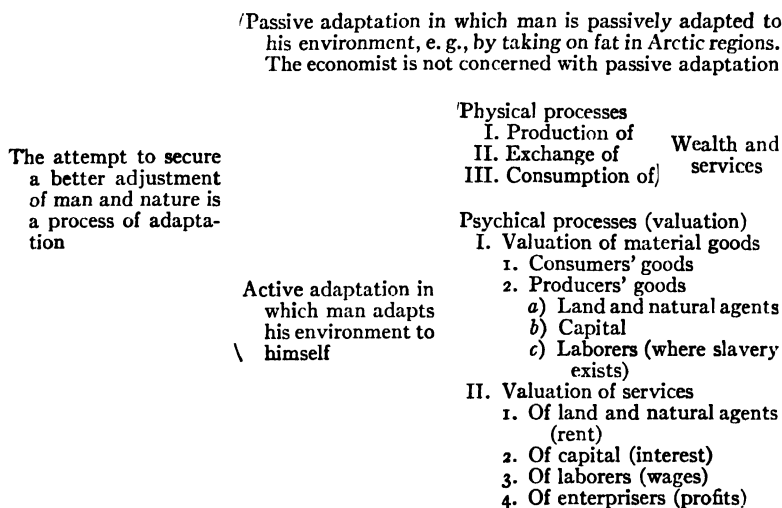 Passive adaptation in which man is passively adapted to
his environment, e. g., by taking on fat in Arctic regions.
The economist is not concerned with passive adaptation
The attempt to secure
a better adjustment
of man and nature is
a process of adapta-
tion
Active adaptation in
which man adapts
his environment to
himself
Physical processes
I. Production of
II. Exchange of
III. Consumption of
Wealth and
services
Psychical processes (valuation)
I. Valuation of material goods
1. Consumers' goods
2. Producers' goods
a) Land and natural agents
b) Capital
c) Laborers (where slavery
exists)
II. Valuation of services
1. Of land and natural agents
(rent)
2. Of capital (interest)
3. Of laborers (wages)
4. Of enterprisers (profits)